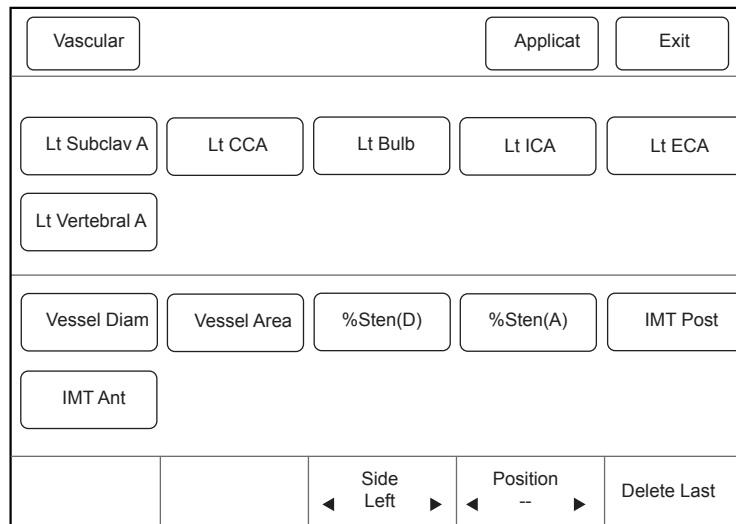 Vascular
Applicat
Exit
Lt Subclav A
Lt CCA
Lt Bulb
Lt ICA
Lt ECA
Lt Vertebral A
Vessel Diam
Vessel Area
%Sten(D)
%Sten(A)
IMT Post
IMT Ant
Side
Left
Position
--
Delete Last